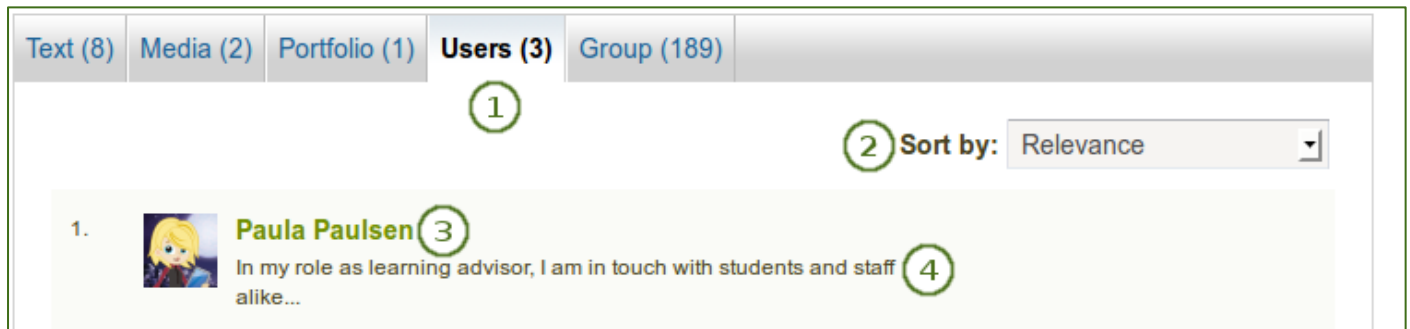 Text (8) Media (2) Portfolio (1) Users (3) Group (189)
1
2 Sort by: Relevance
1. Paula Paulsen 3
In my role as learning advisor, I am in touch with students and staff 4
alike...